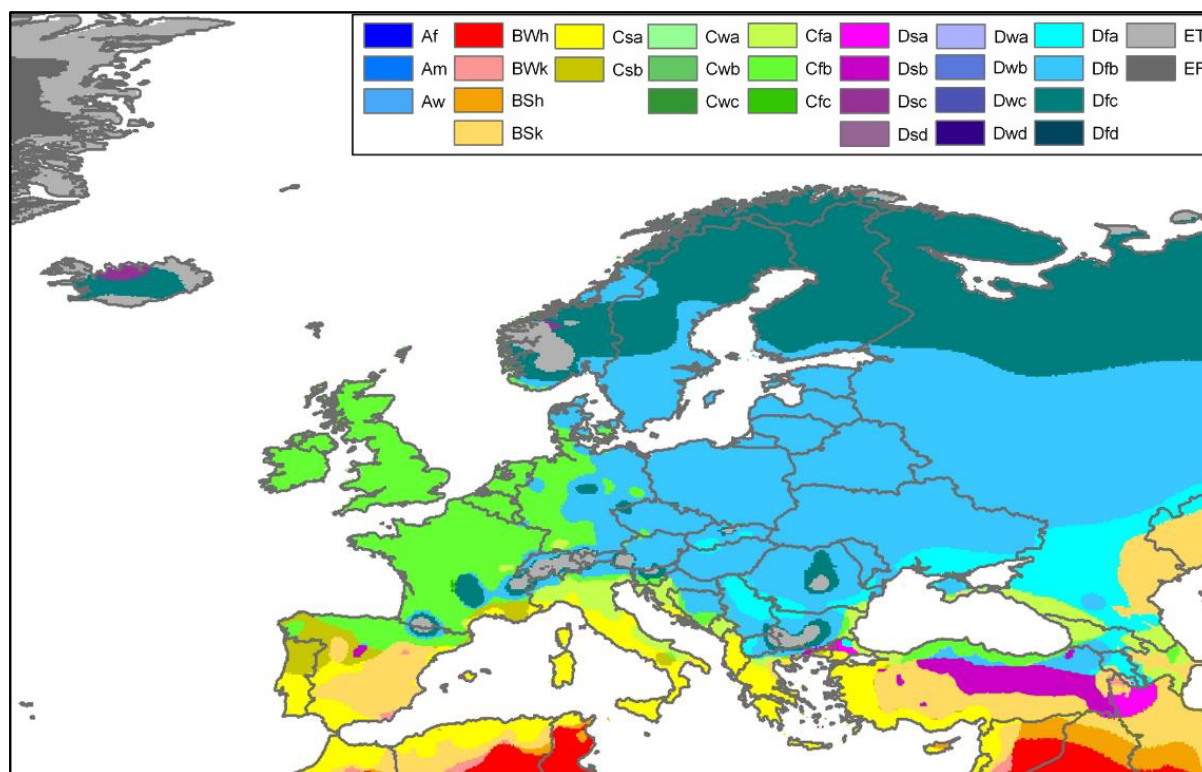 Af BWh Csa Cwa Cfa Dsa Dwa Dfa ET
Am BWk Csb Cwb Cfb Dsb Dwb Dfb EF
Aw BSh Cwc Cfc Dsc Dwc Dfc
BSk Dsd Dwd Dfd